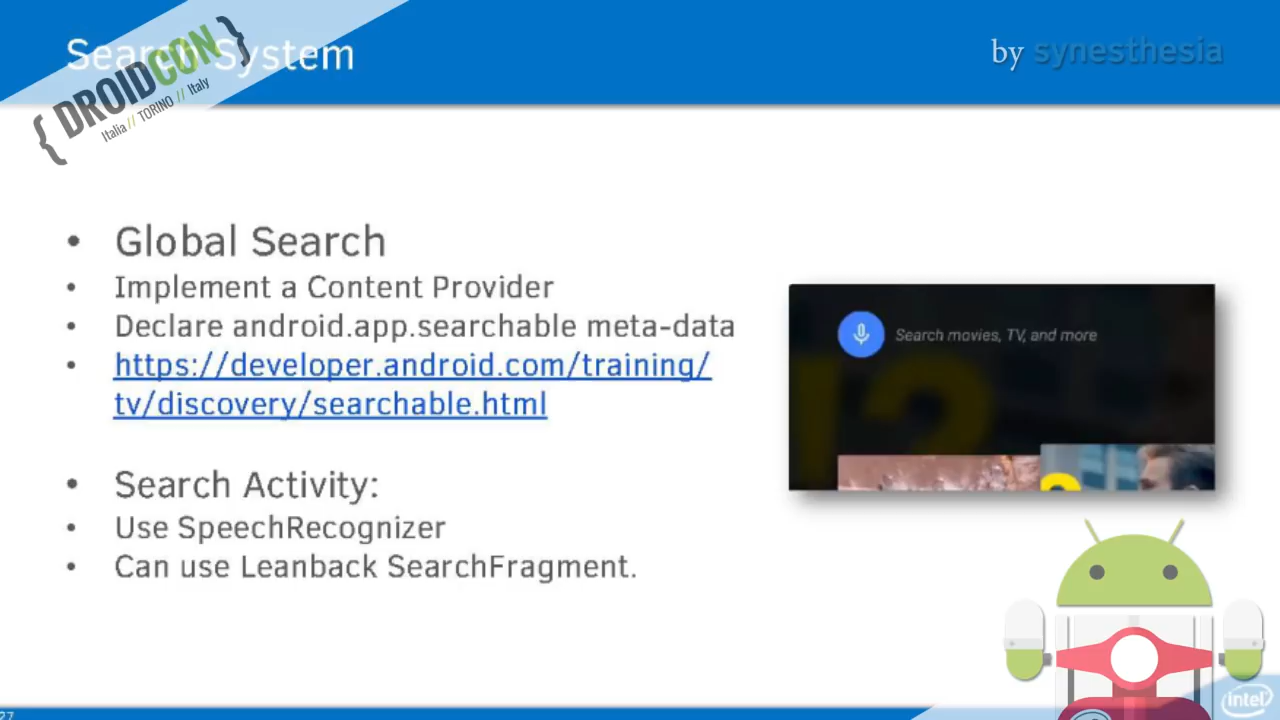 Search System
by synesthesia
{ DROIDCON }
Italia // TORINO // Italy
• Global Search
• Implement a Content Provider
• Declare android.app.searchable meta-data
• https://developer.android.com/training/
tv/discovery/searchable.html
Search movies, TV, and more
• Search Activity:
• Use SpeechRecognizer
• Can use Leanback SearchFragment.
27
intel